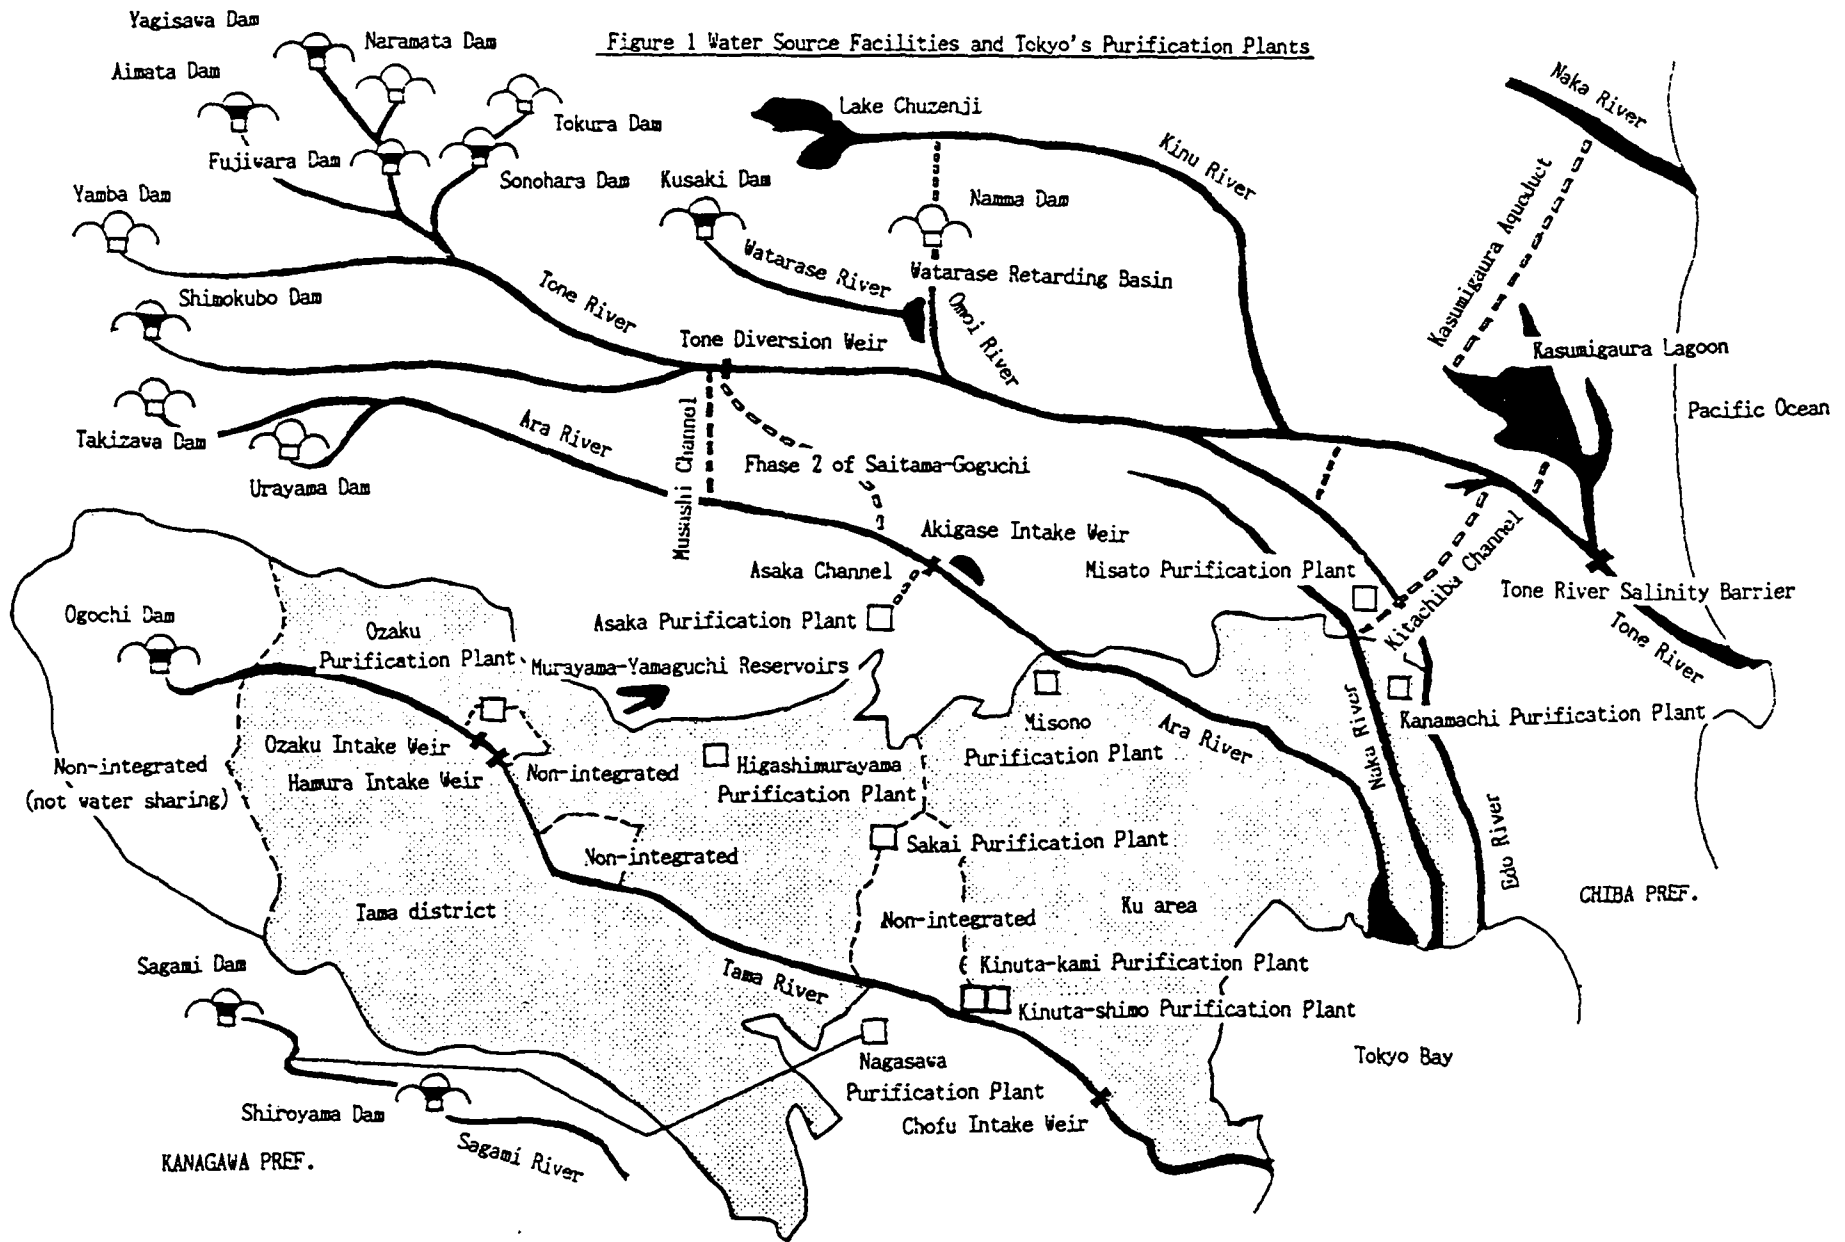 Figure 1 Water Source Facilities and Tokyo's Purification Plants
Yagisawa Dam
Naramata Dam
Aimata Dam
Tokura Dam
Fujiwara Dam
Sonohara Dam
Yamba Dam
Kusaki Dam
Lake Chuzenji
Kinu River
Naka River
Namma Dam
Kasumigaura Aqueduct
Watarase River
Watarase Retarding Basin
Omoi River
Shimokubo Dam
Tone River
Tone Diversion Weir
Kasumigaura Lagoon
Pacific Ocean
Takizawa Dam
Ara River
Musashi Channel
Fhase 2 of Saitama-Goguchi
Urayama Dam
Akigase Intake Weir
Asaka Channel
Misato Purification Plant
Kitachiba Channel
Tone River Salinity Barrier
Tone River
Ogochi Dam
Ozaku
Purification Plant
Asaka Purification Plant
Murayama-Yamaguchi Reservoirs
Misono
Purification Plant
Ara River
Naka River
Kanamachi Purification Plant
Ozaku Intake Weir
Hamura Intake Weir
Non-integrated
(not water sharing)
Non-integrated
Higashimurayama
Purification Plant
Sakai Purification Plant
Non-integrated
Edo River
CHIBA PREF.
Tama district
Non-integrated
Ku area
Sagami Dam
Tama River
Kinuta-kami Purification Plant
Kinuta-shimo Purification Plant
Tokyo Bay
Nagasawa
Purification Plant
Chofu Intake Weir
Shiroyama Dam
Sagami River
KANAGAWA PREF.